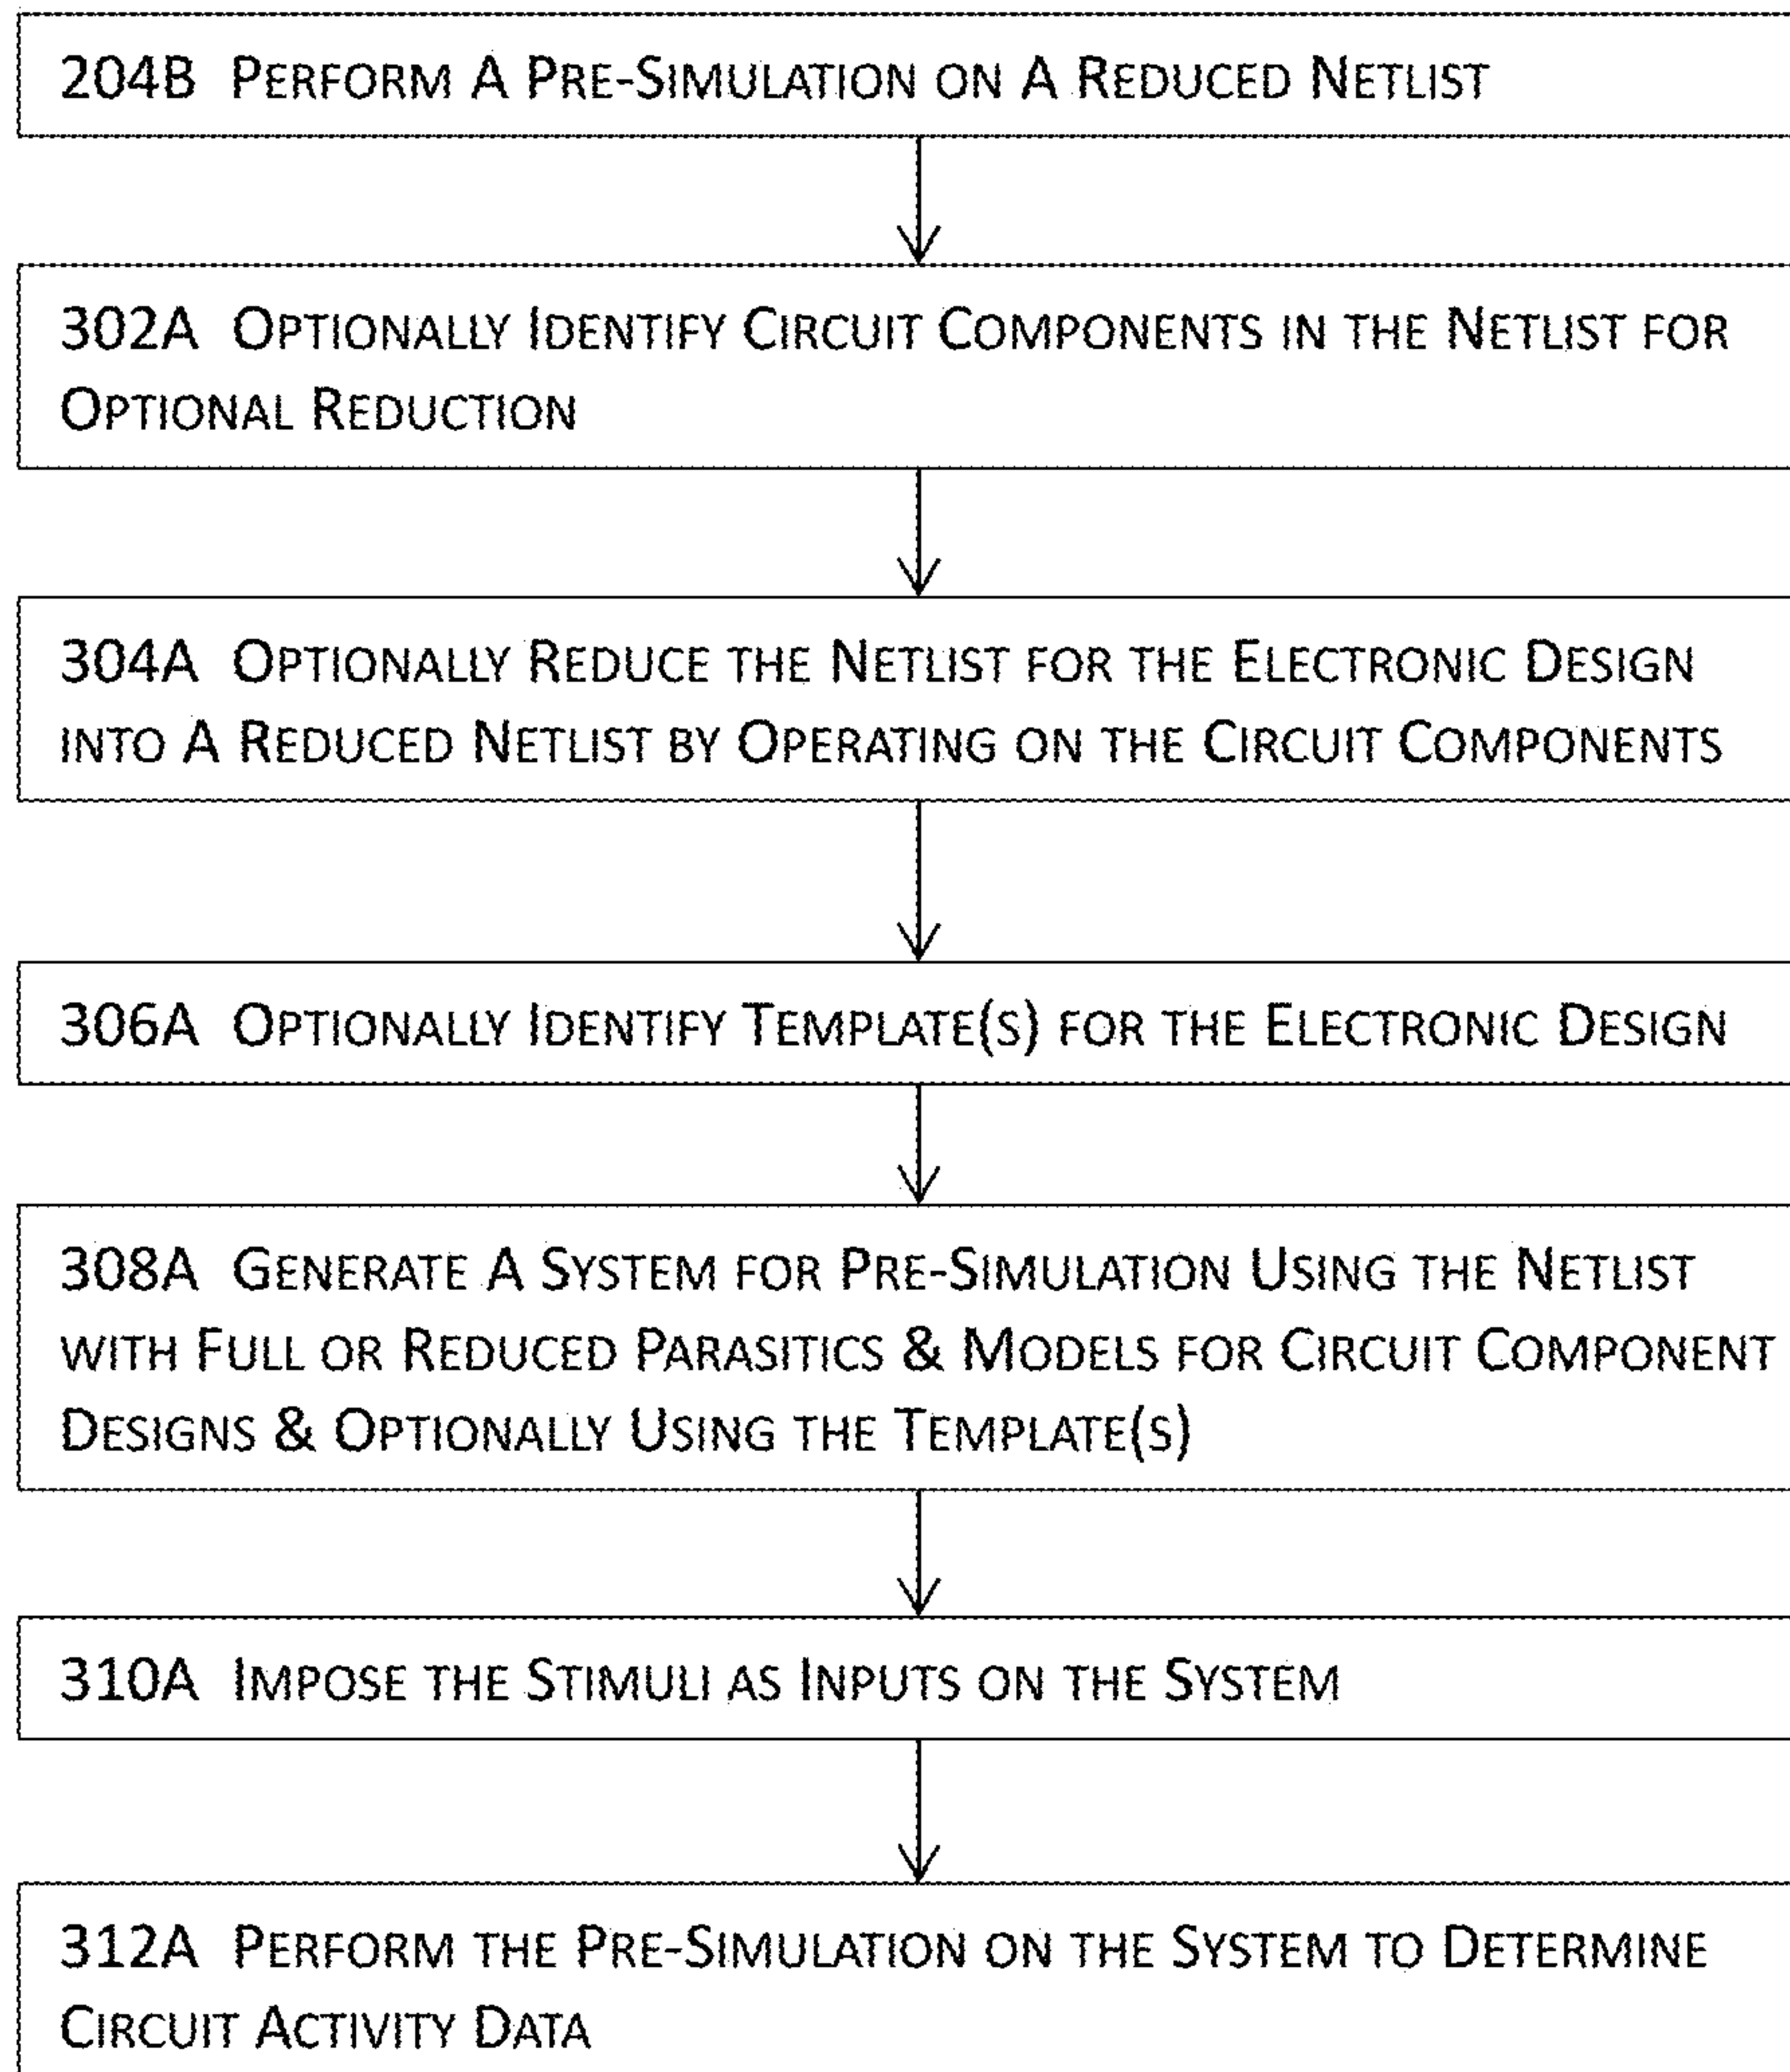 204B PERFORM A PRE-SIMULATION ON A REDUCED NETLIST
302A OPTIONALLY IDENTIFY CIRCUIT COMPONENTS IN THE NETLIST FOR
OPTIONAL REDUCTION
304A OPTIONALLY REDUCE THE NETLIST FOR THE ELECTRONIC DESIGN
INTO A REDUCED NETLIST BY OPERATING ON THE CIRCUIT COMPONENTS
306A OPTIONALLY IDENTIFY TEMPLATE(S) FOR THE ELECTRONIC DESIGN
308A GENERATE A SYSTEM FOR PRE-SIMULATION USING THE NETLIST
WITH FULL OR REDUCED PARASITICS & MODELS FOR CIRCUIT COMPONENT
DESIGNS & OPTIONALLY USING THE TEMPLATE(S)
310A IMPOSE THE STIMULI AS INPUTS ON THE SYSTEM
312A PERFORM THE PRE-SIMULATION ON THE SYSTEM TO DETERMINE
CIRCUIT ACTIVITY DATA